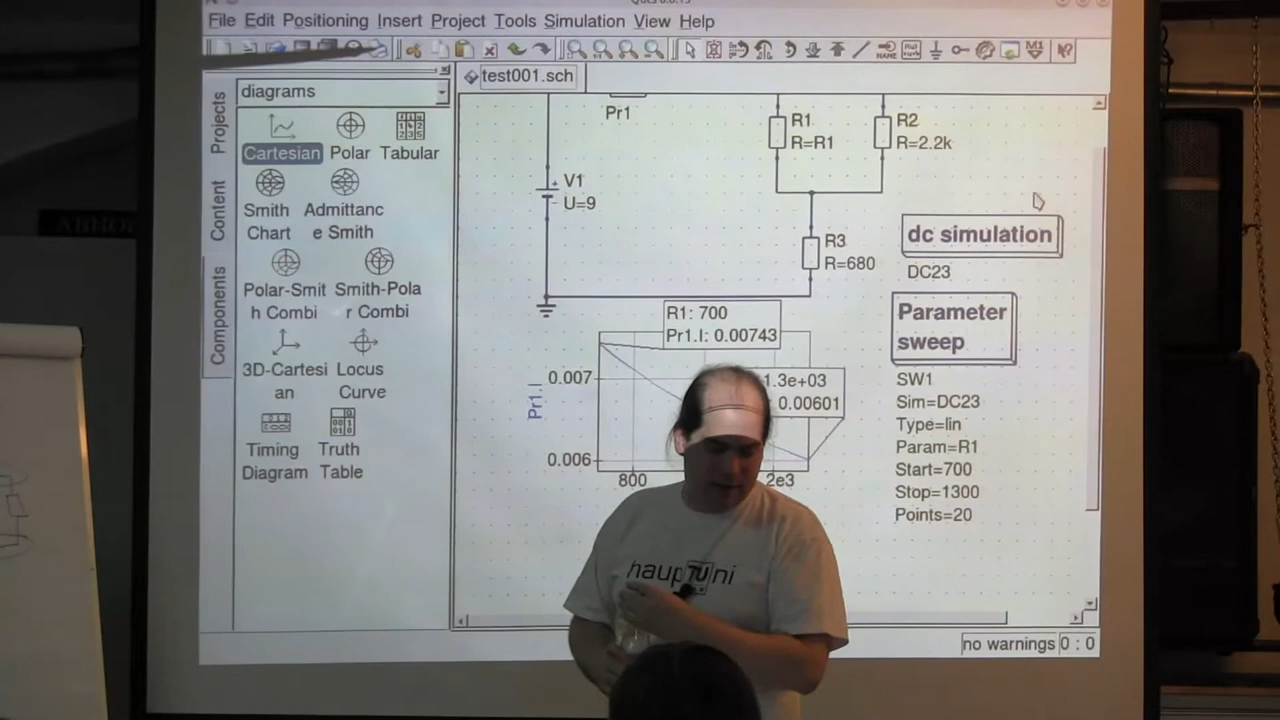 File Edit Positioning Insert Project Tools Simulation View Help
test001.sch
Projects
Content
Components
diagrams
Cartesian Polar Tabular
Smith Admittanc
Chart e Smith
Polar-Smit Smith-Pola
h Combi r Combi
3D-Cartesi Locus
an Curve
Timing Truth
Diagram Table
Pr1
V1
U=9
R1
R=R1
R2
R=2.2k
R3
R=680
dc simulation
DC23
Parameter
sweep
SW1
Sim=DC23
Type=lin
Param=R1
Start=700
Stop=1300
Points=20
R1: 700
Pr1.I: 0.00743
1.3e+03
0.00601
Pr1.I
0.007
0.006
800
2e3
no warnings 0 : 0